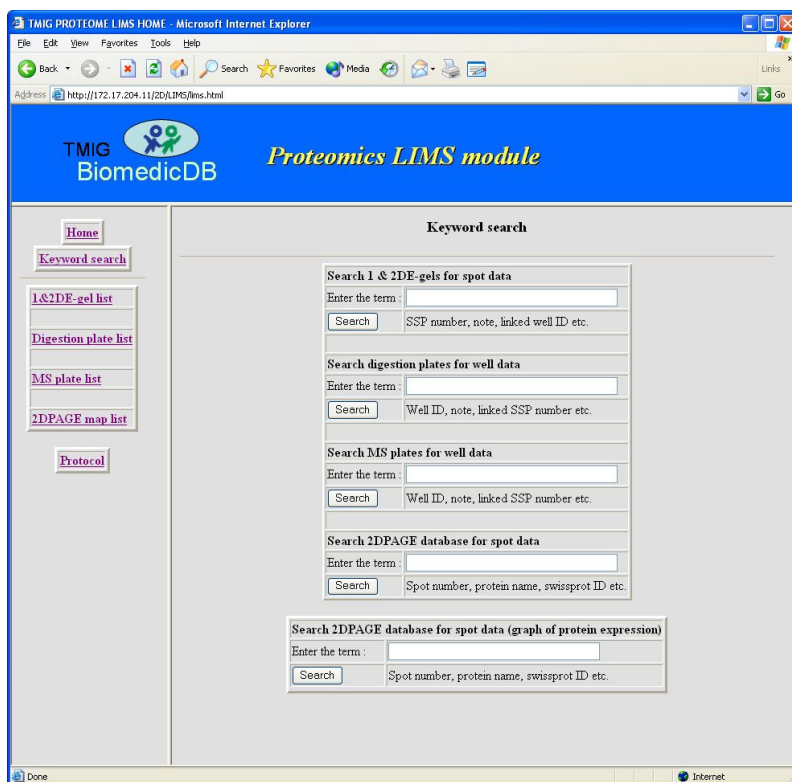 TMIG PROTEOME LIMS HOME - Microsoft Internet Explorer
File Edit View Favorites Tools Help
Back Search Favorites Media Links »
Address http://172.17.204.11/2D/LIMS/lims.html Go
TMIG
BiomedicDB
Proteomics LIMS module
Home
Keyword search
1&2DE-gel list
Digestion plate list
MS plate list
2DPAGE map list
Protocol
Keyword search
Search 1 & 2DE-gels for spot data
Enter the term :
Search SSP number, note, linked well ID etc.
Search digestion plates for well data
Enter the term :
Search Well ID, note, linked SSP number etc.
Search MS plates for well data
Enter the term :
Search Well ID, note, linked SSP number etc.
Search 2DPAGE database for spot data
Enter the term :
Search Spot number, protein name, swissprot ID etc.
Search 2DPAGE database for spot data (graph of protein expression)
Enter the term :
Search Spot number, protein name, swissprot ID etc.
Done Internet